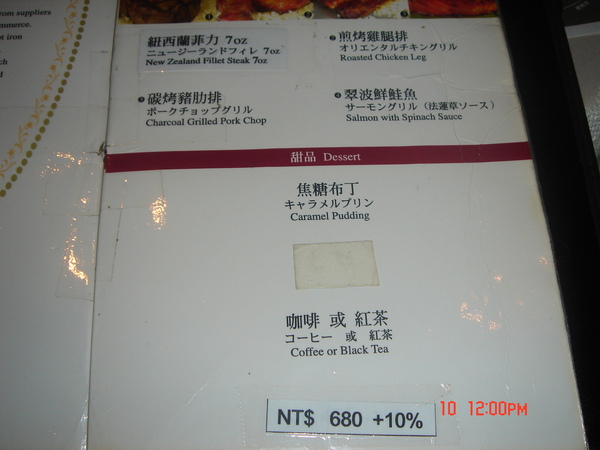 rom suppliers
mmerce.
ot iron
ch
d
紐西蘭菲力 7oz
ニュージーランドフィレ 7oz
New Zealand Fillet Steak 7oz
煎烤雞腿排
オリエンタルチキングリル
Roasted Chicken Leg
碳烤豬肋排
ポークチョップグリル
Charcoal Grilled Pork Chop
翠波鮮鮭魚
サーモングリル（法蓮草ソース）
Salmon with Spinach Sauce
甜品 Dessert
焦糖布丁
キャラメルプリン
Caramel Pudding
咖啡 或 紅茶
コーヒー 或 紅茶
Coffee or Black Tea
NT$ 680 +10%
10 12:00PM